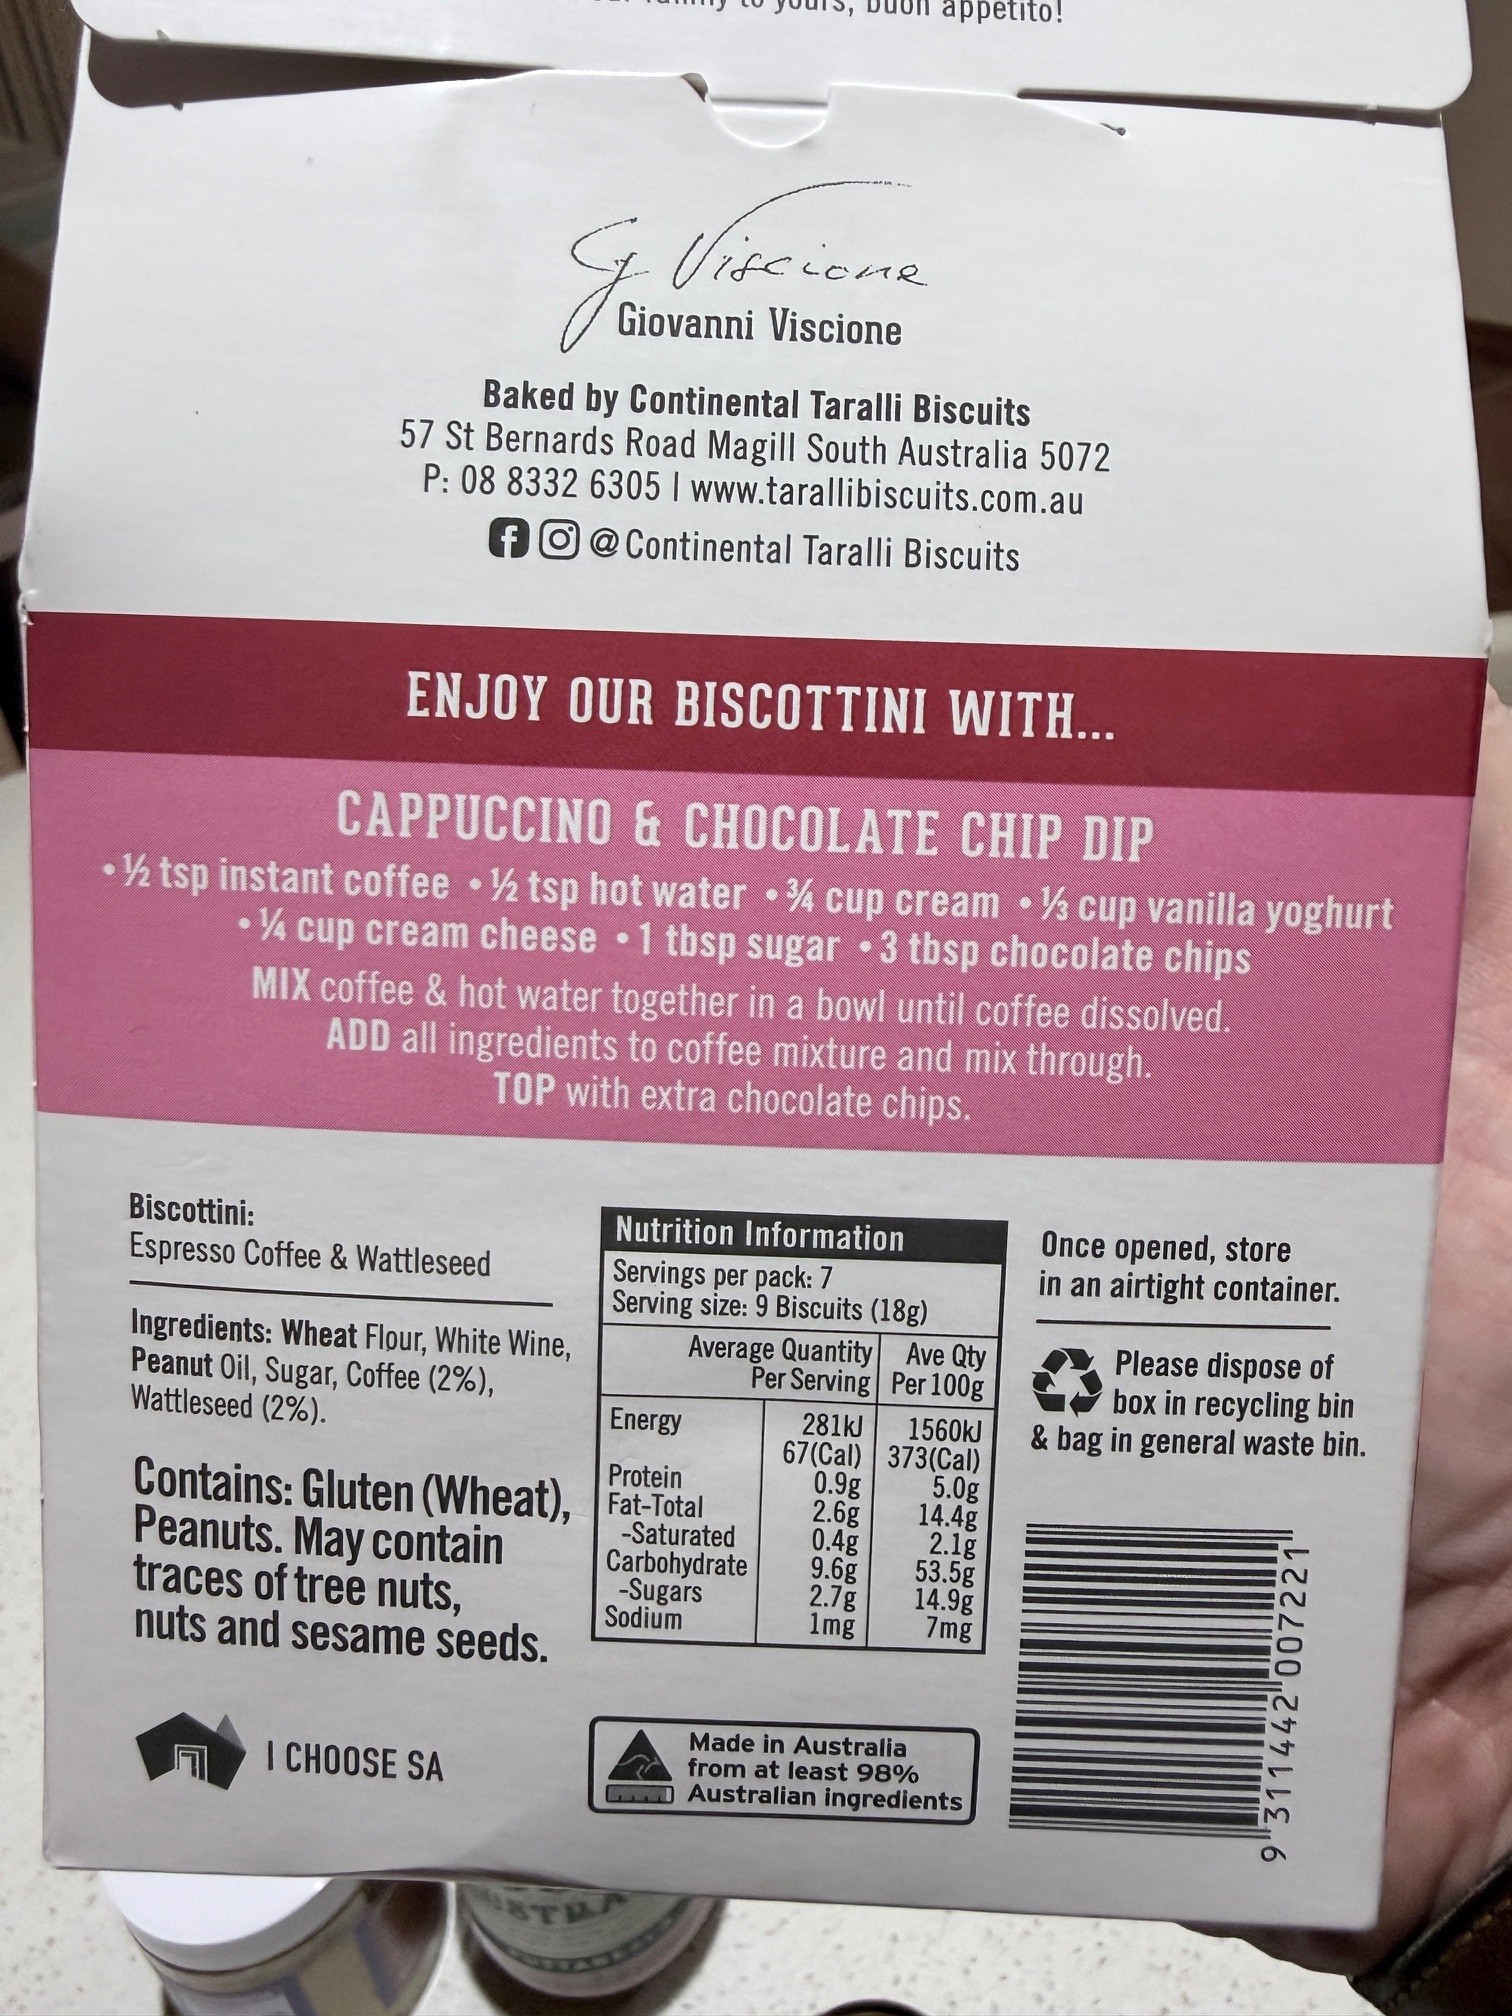 to yours, buon appetito!
G Viscione
Giovanni Viscione
Baked by Continental Taralli Biscuits
57 St Bernards Road Magill South Australia 5072
P: 08 8332 6305 | www.tarallibiscuits.com.au
@Continental Taralli Biscuits
ENJOY OUR BISCOTTINI WITH...
CAPPUCCINO & CHOCOLATE CHIP DIP
• ½ tsp instant coffee • ½ tsp hot water • ¾ cup cream • ⅓ cup vanilla yoghurt
• ¼ cup cream cheese • 1 tbsp sugar • 3 tbsp chocolate chips
MIX coffee & hot water together in a bowl until coffee dissolved.
ADD all ingredients to coffee mixture and mix through.
TOP with extra chocolate chips.
Biscottini:
Espresso Coffee & Wattleseed
Ingredients: Wheat Flour, White Wine,
Peanut Oil, Sugar, Coffee (2%),
Wattleseed (2%).
Contains: Gluten (Wheat),
Peanuts. May contain
traces of tree nuts,
nuts and sesame seeds.
I CHOOSE SA
Nutrition Information
Servings per pack: 7
Serving size: 9 Biscuits (18g)
Average Quantity Ave Qty
Per Serving Per 100g
Energy 281kJ 1560kJ
67(Cal) 373(Cal)
Protein 0.9g 5.0g
Fat-Total 2.6g 14.4g
-Saturated 0.4g 2.1g
Carbohydrate 9.6g 53.5g
-Sugars 2.7g 14.9g
Sodium 1mg 7mg
Made in Australia
from at least 98%
Australian ingredients
Once opened, store
in an airtight container.
Please dispose of
box in recycling bin
& bag in general waste bin.
9 311442 007221